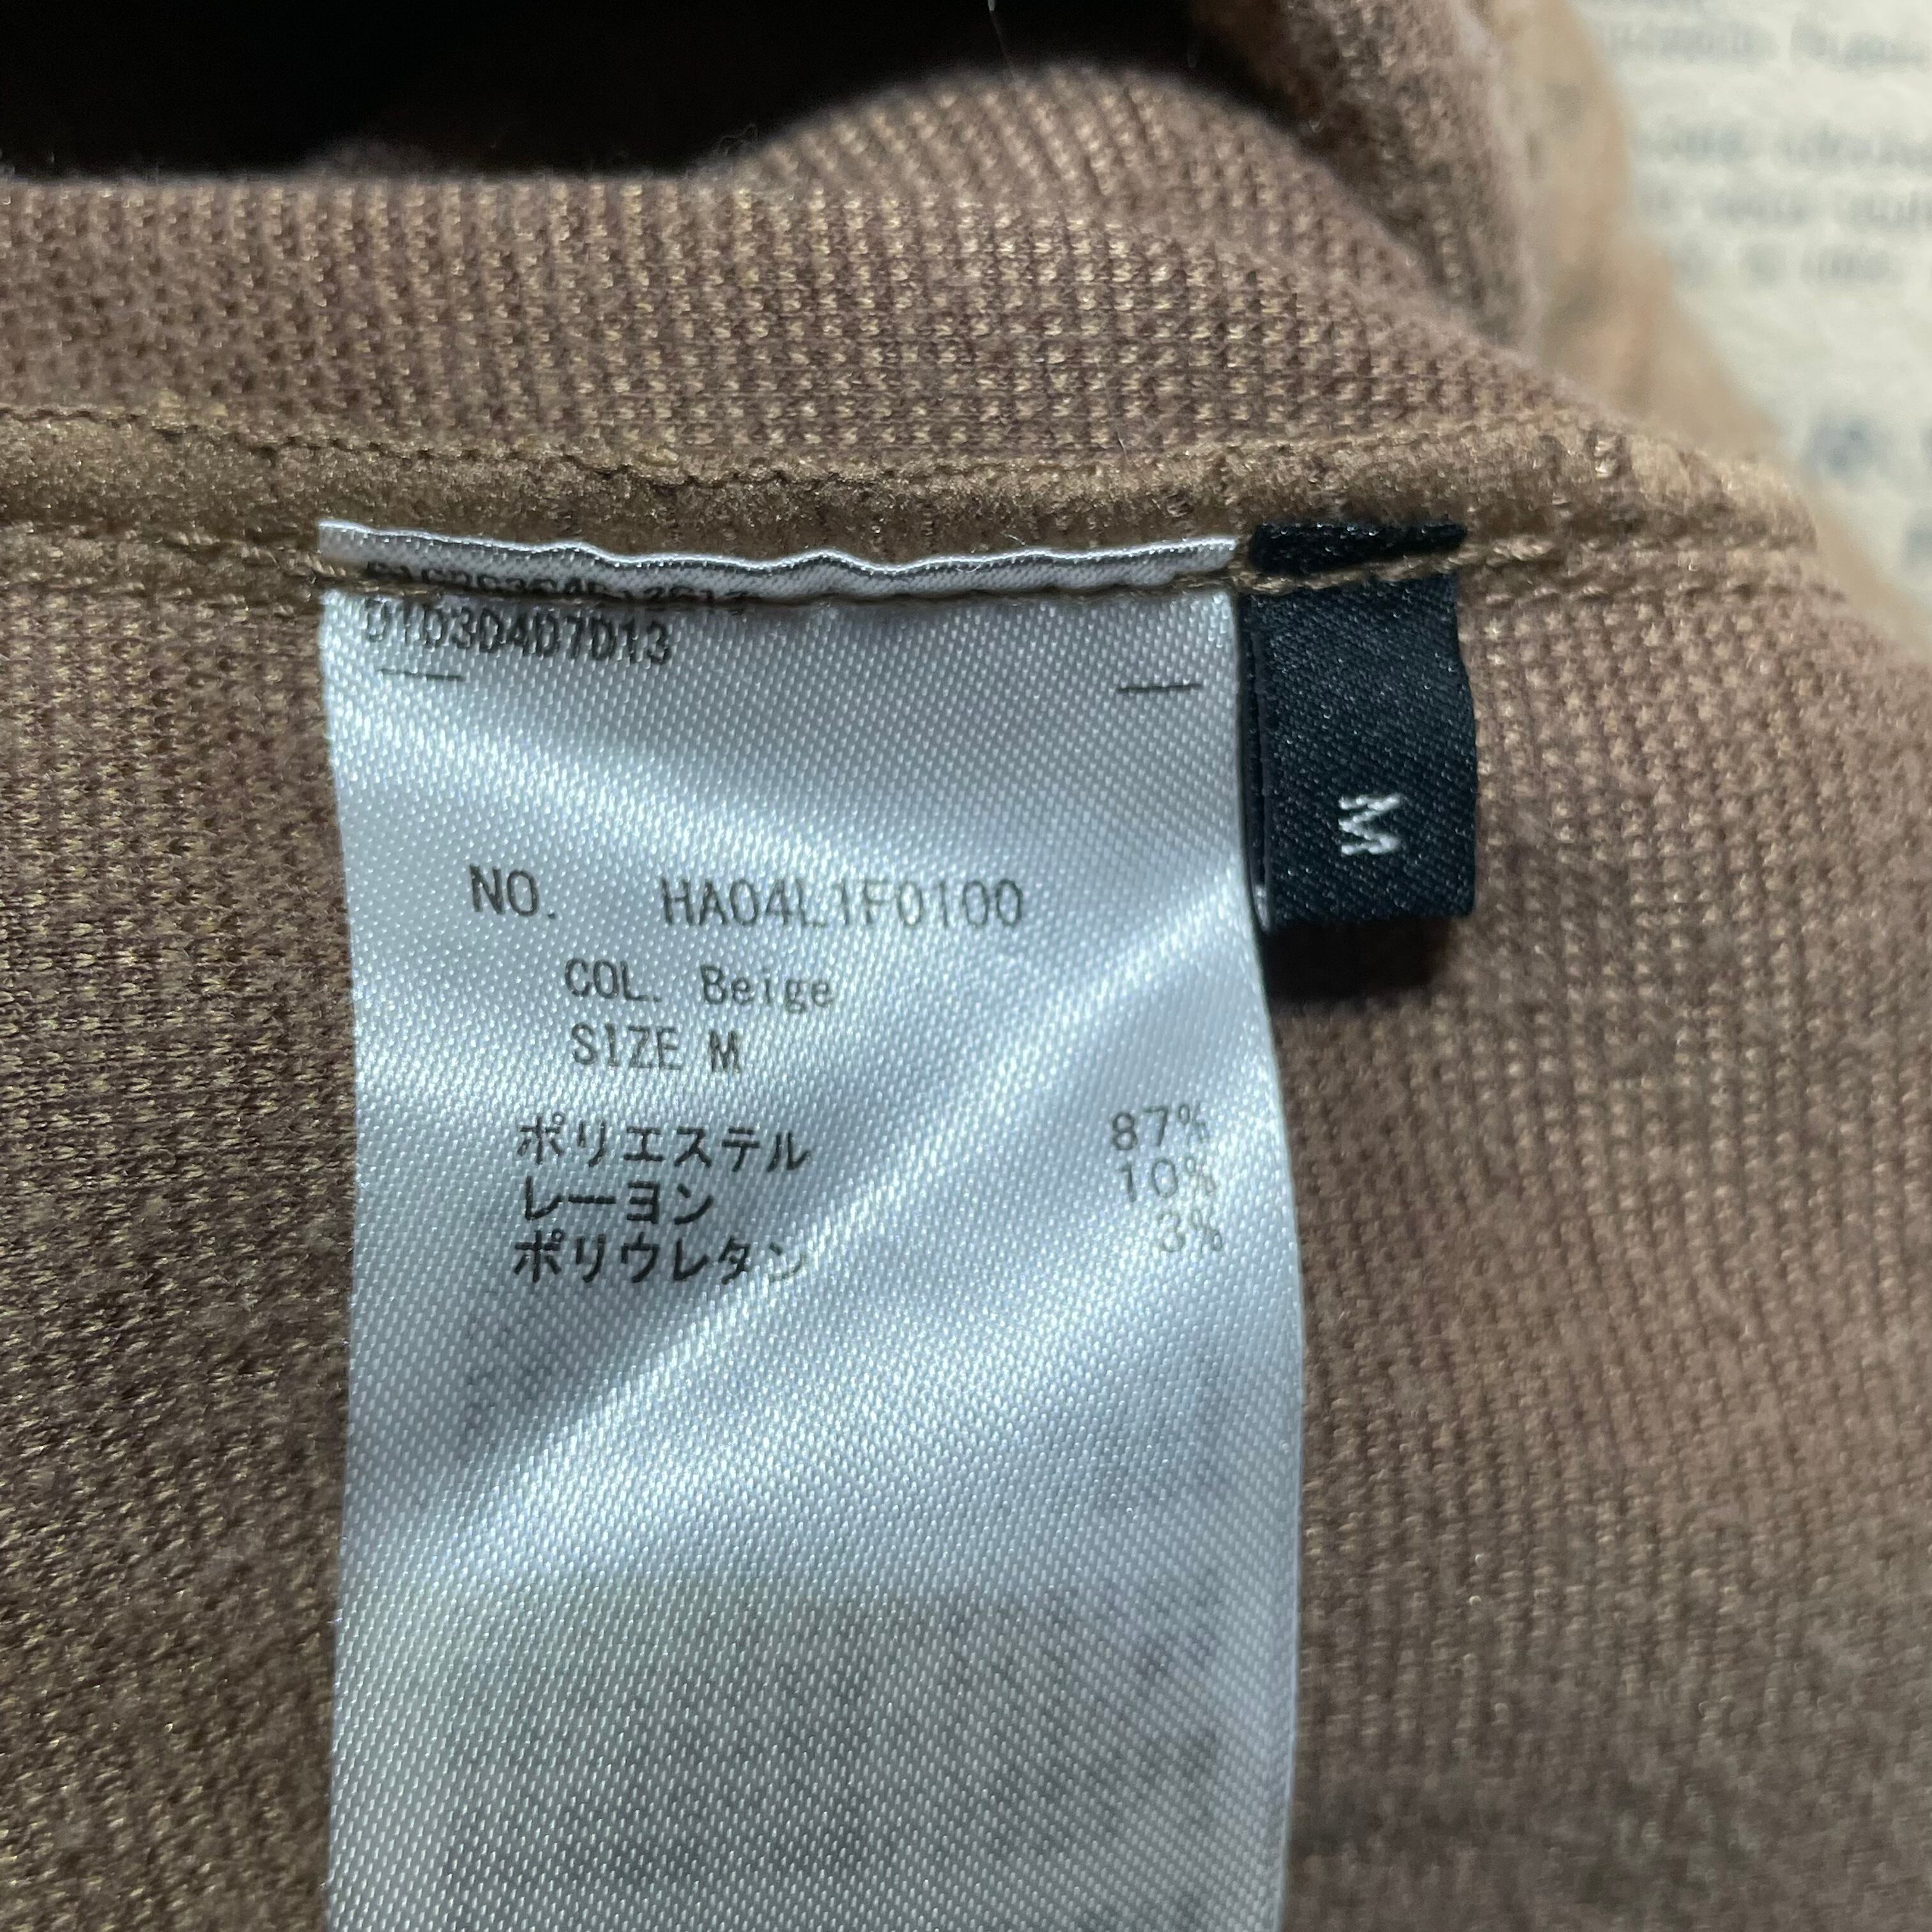 D1D3D4D7D13
M
NO. HA04L1F0100
COL. Beige
SIZE M
ポリエステル 87%
レーヨン 10%
ポリウレタン 3%